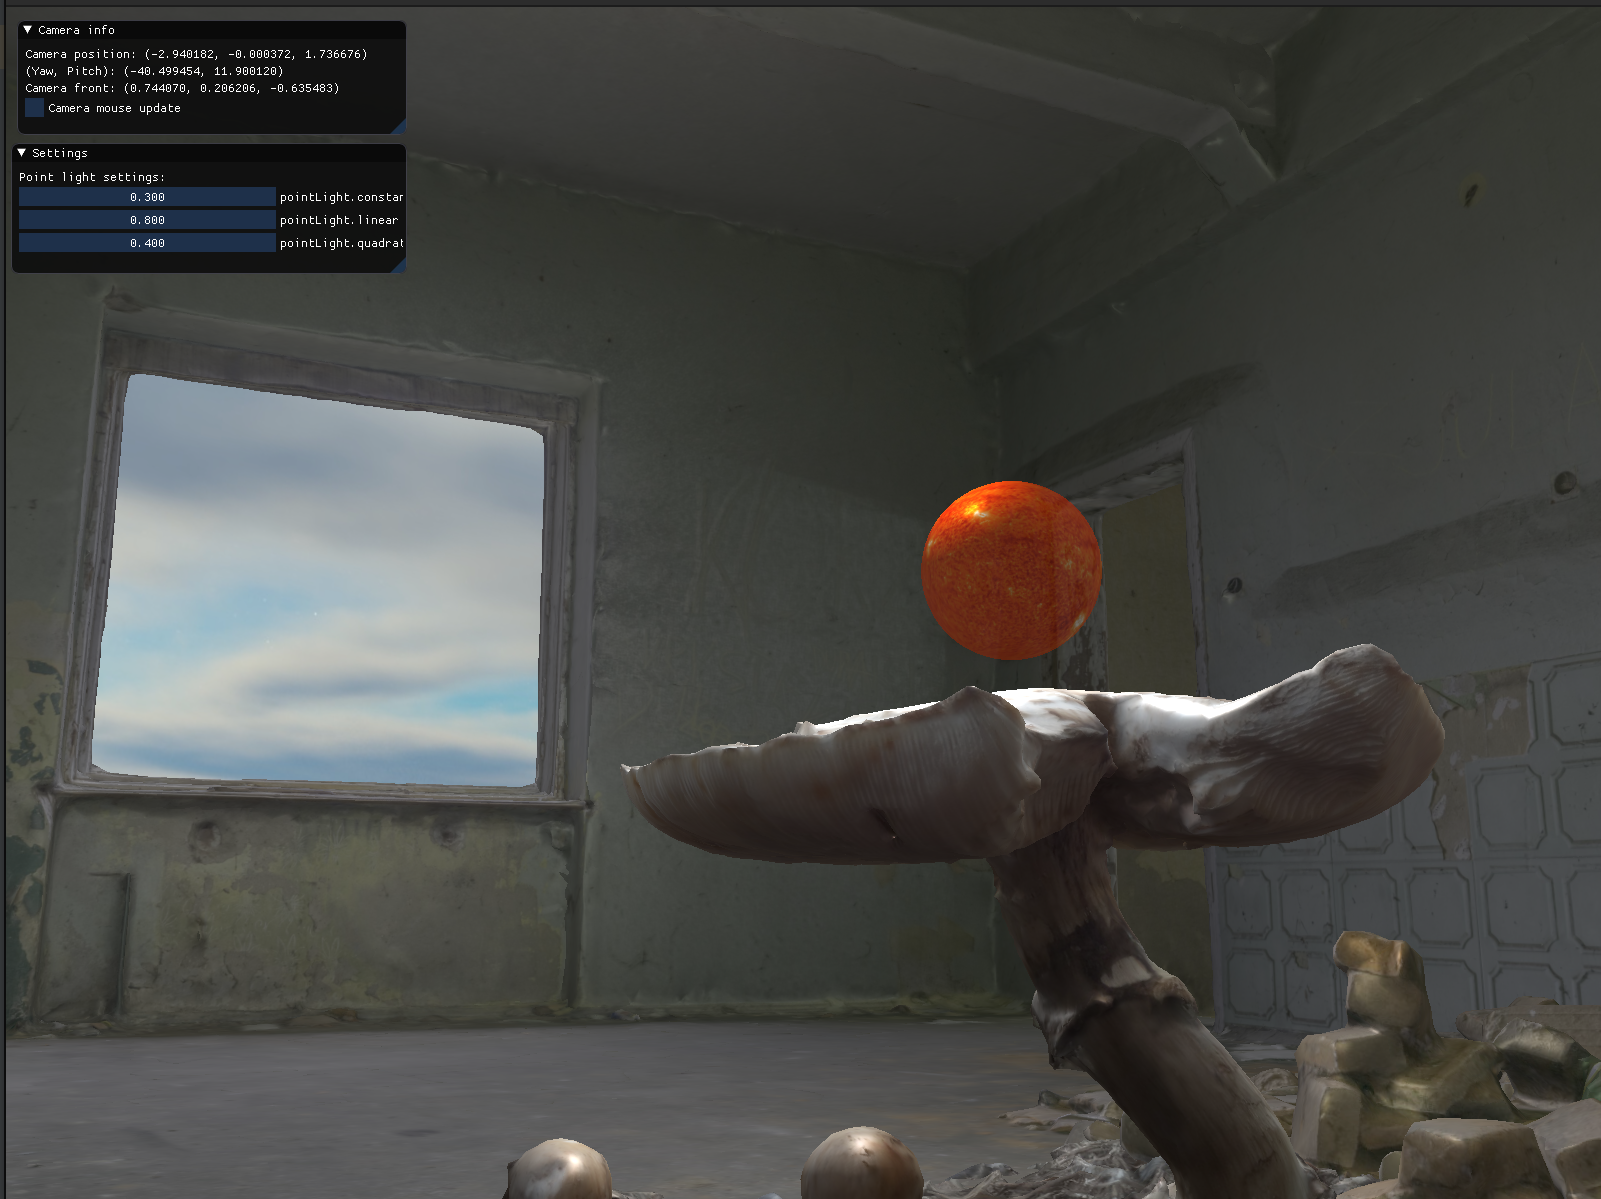 Camera info
Camera position: (-2.940182, -0.000372, 1.736676)
(Yaw, Pitch): (-40.499454, 11.900120)
Camera front: (0.744070, 0.206206, -0.635483)
Camera mouse update
Settings
Point light settings:
0.300 pointLight.constan
0.800 pointLight.linear
0.400 pointLight.quadrat